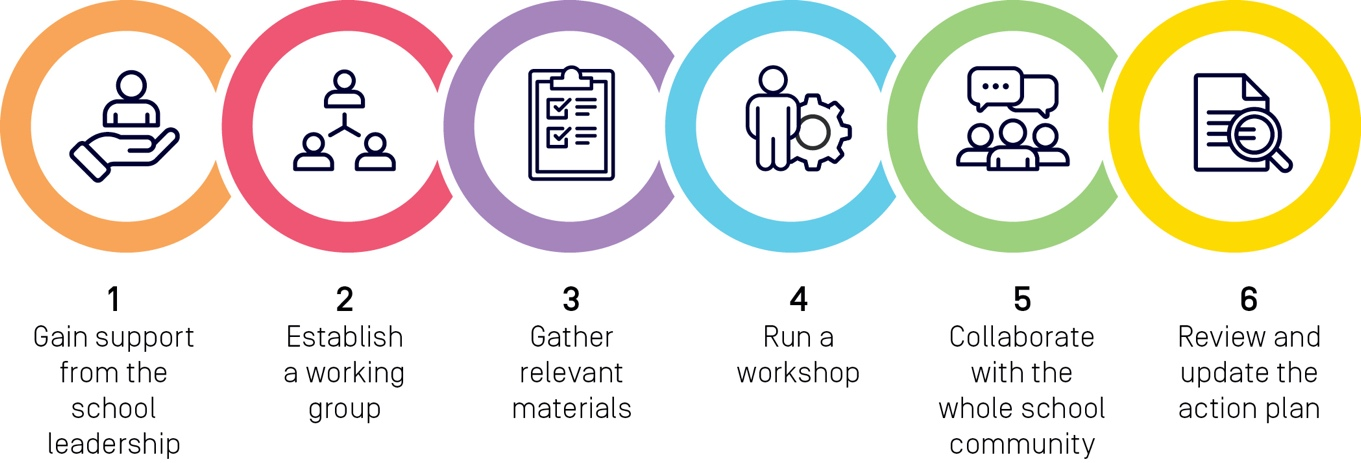 1
Gain support
from the
school
leadership
2
Establish
a working
group
3
Gather
relevant
materials
4
Run a
workshop
5
Collaborate
with the
whole school
community
6
Review and
update the
action plan